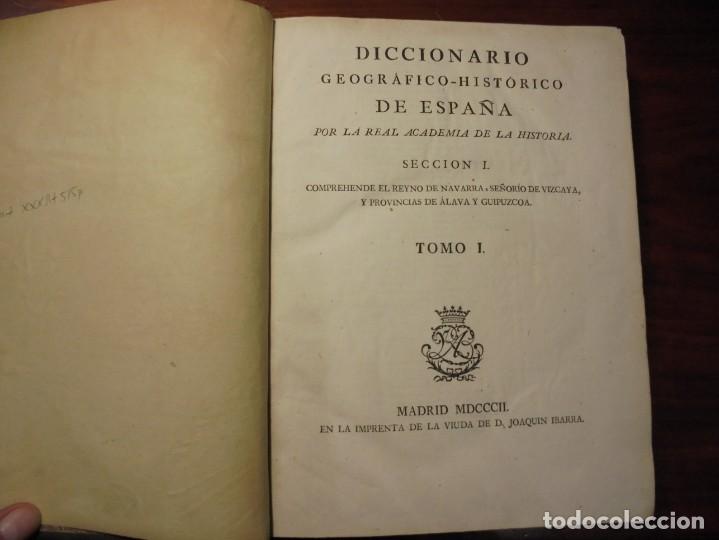 DICCIONARIO
GEOGRÁFICO-HISTÓRICO
DE ESPAÑA
POR LA REAL ACADEMIA DE LA HISTORIA.
SECCION I.
COMPREHENDE EL REYNO DE NAVARRA, SEÑORÍO DE VIZCAYA,
Y PROVINCIAS DE ÁLAVA Y GUIPUZCOA.
TOMO I.
MADRID MDCCCII.
EN LA IMPRENTA DE LA VIUDA DE D. JOAQUIN IBARRA.
todocoleccion